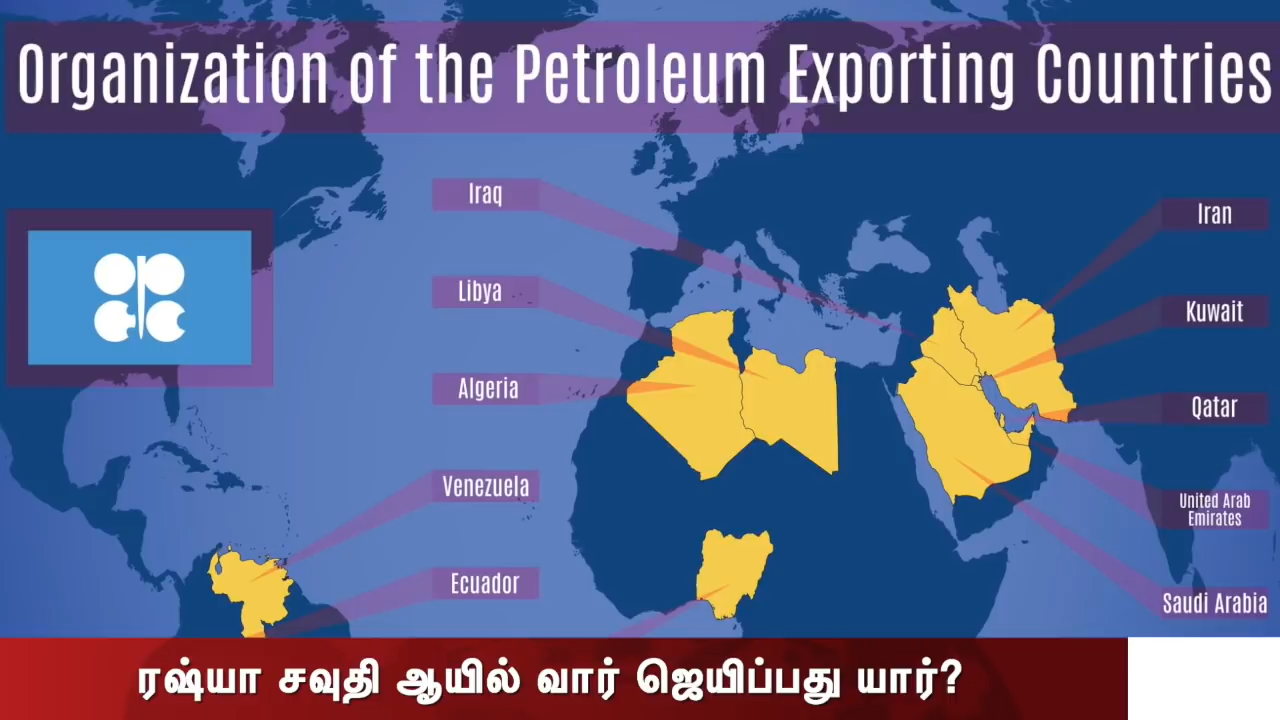 Organization of the Petroleum Exporting Countries
Iraq
Libya
Algeria
Venezuela
Ecuador
Iran
Kuwait
Qatar
United Arab
Emirates
Saudi Arabia
ரஷ்யா சவுதி ஆயில் வார் ஜெயிப்பது யார்?